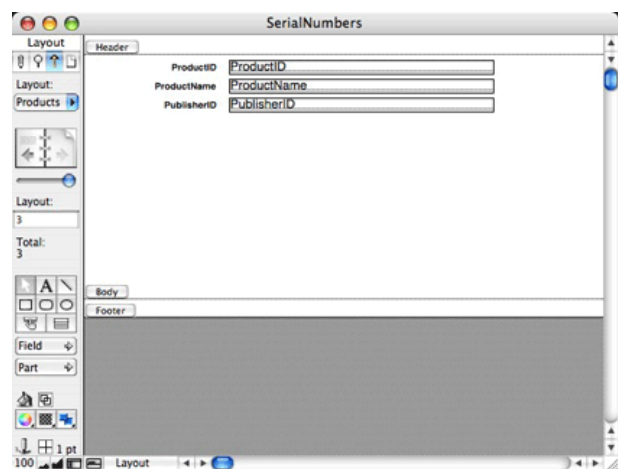 SerialNumbers
Layout
Header
ProductID ProductID
Layout:
ProductName ProductName
Products
PublisherID PublisherID
Layout:
3
Total:
3
A
Body
Footer
Field
Part
1 pt
100 Layout